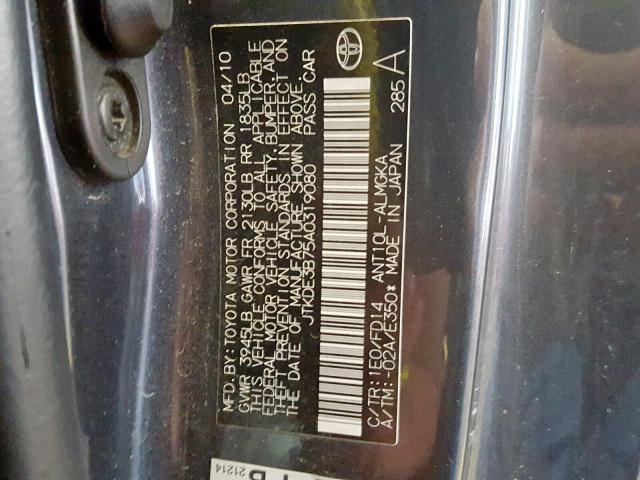 MFD. BY: TOYOTA MOTOR CORPORATION 04/10
GVWR 3945LB GAWR FR 2130LB RR 1835LB
THIS VEHICLE CONFORMS TO ALL APPLICABLE
FEDERAL MOTOR VEHICLE SAFETY, BUMPER, AND
THEFT PREVENTION STANDARDS IN EFFECT ON
THE DATE OF MANUFACTURE SHOWN ABOVE.
JTKDE3B75A0319080 PASS CAR
C/TR: 1E0/FD14 ANT10L-ALMGKA
A/TM: -02A/E350* MADE IN JAPAN
285 A
21214